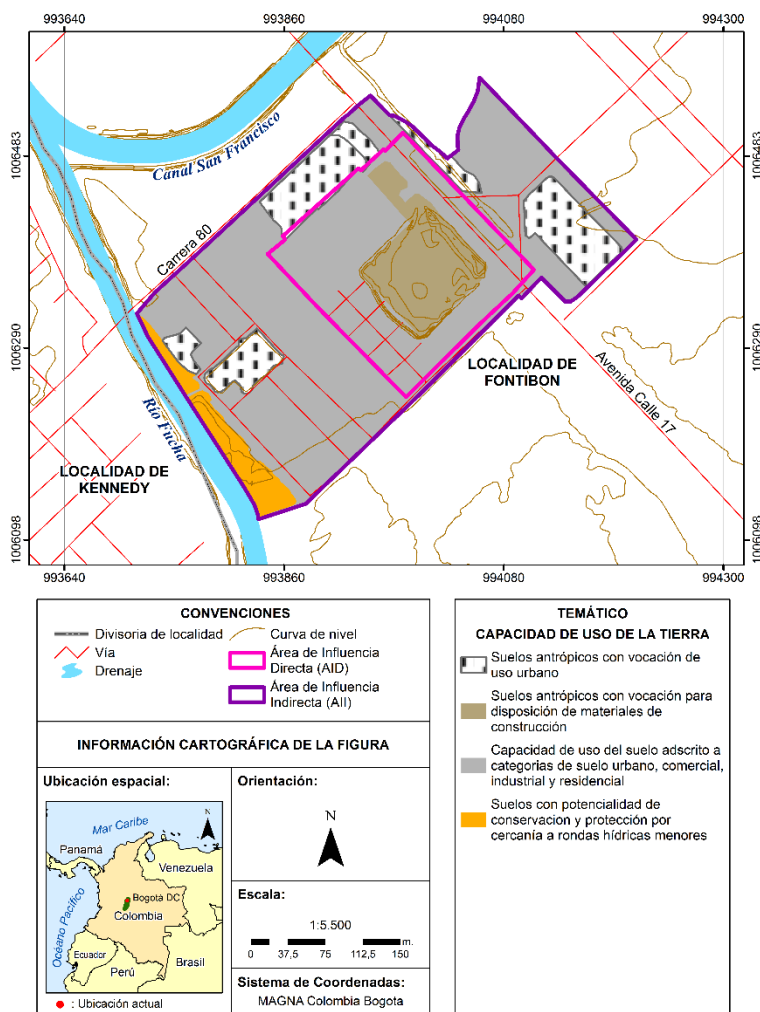 993640 993860 994080 994300
1006483
1006483
Canal San Francisco
Carrera 80
1006290
1006290
LOCALIDAD DE
FONTIBON
Avenida Calle 17
Río Fucha
LOCALIDAD DE
KENNEDY
1006098
1006098
993640 993860 994080 994300
CONVENCIONES
Divisoria de localidad
Vía
Drenaje
Curva de nivel
Área de Influencia
Directa (AID)
Área de Influencia
Indirecta (AII)
INFORMACIÓN CARTOGRÁFICA DE LA FIGURA
Ubicación espacial:
N
Mar Caribe
Panamá
Venezuela
Bogotá DC
Colombia
Océano Pacífico
Ecuador
Perú
Brasil
: Ubicación actual
Orientación:
N
Escala:
1:5.500
0 37,5 75 112,5 150 m.
Sistema de Coordenadas:
MAGNA Colombia Bogota
TEMÁTICO
CAPACIDAD DE USO DE LA TIERRA
Suelos antrópicos con vocación de
uso urbano
Suelos antrópicos con vocación para
disposición de materiales de
construcción
Capacidad de uso del suelo adscrito a
categorias de suelo urbano, comercial,
industrial y residencial
Suelos con potencialidad de
conservacion y protección por
cercanía a rondas hídricas menores